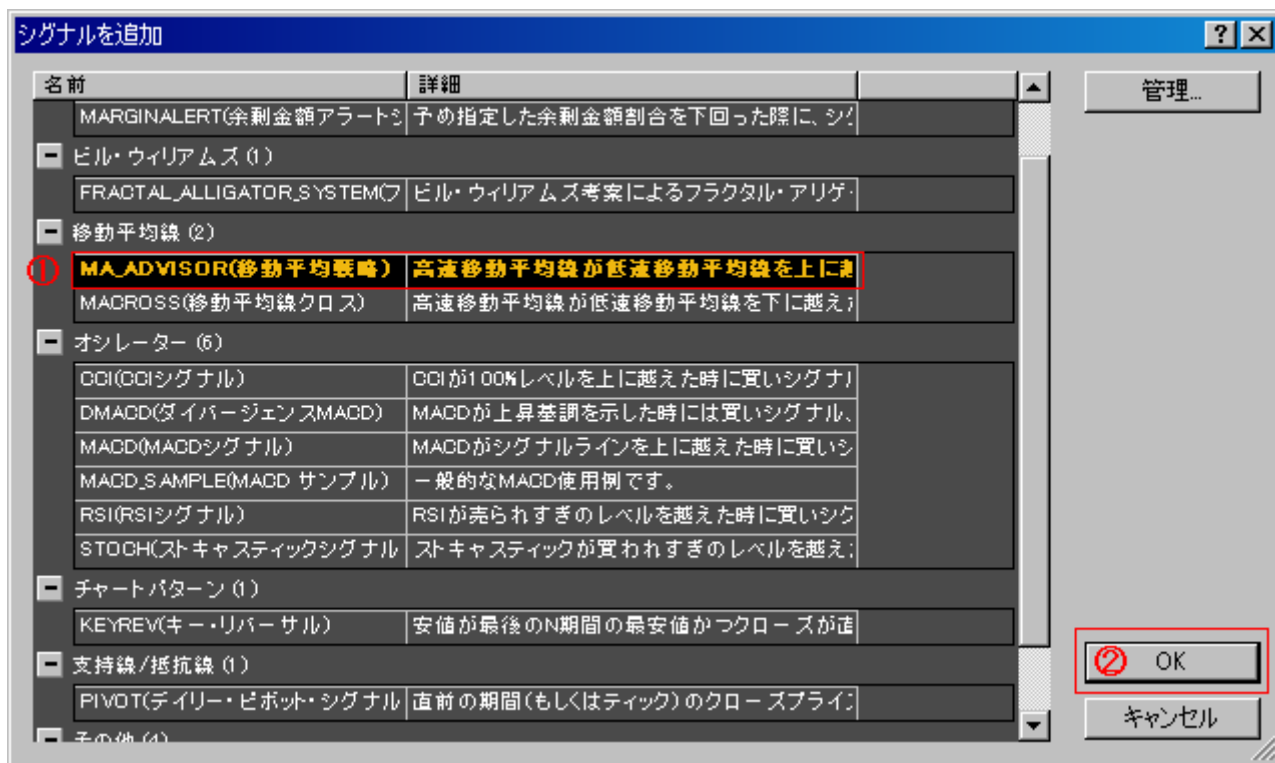 シグナルを追加
名前 詳細
管理...
MARGINALERT(余剰金額アラートシ 予め指定した余剰金額割合を下回った際に、シグ
ビル・ウィリアムズ (1)
FRACTAL_ALLIGATOR_SYSTEM(フ ビル・ウィリアムズ考案によるフラクタル・アリゲ
移動平均線 (2)
① MA_ADVISOR(移動平均戦略) 高速移動平均線が低速移動平均線を上に越
MACROSS(移動平均線クロス) 高速移動平均線が低速移動平均線を下に越え
オシレーター (6)
CCI(CCIシグナル) CCIが100%レベルを上に越えた時に買いシグナル
DMACD(ダイバージェンスMACD) MACDが上昇基調を示した時には買いシグナル、
MACD(MACDシグナル) MACDがシグナルラインを上に越えた時に買いシ
MACD_SAMPLE(MACD サンプル) 一般的なMACD使用例です。
RSI(RSIシグナル) RSIが売られすぎのレベルを越えた時に買いシグ
STOCH(ストキャスティックシグナル ストキャスティックが買われすぎのレベルを越え
チャートパターン (1)
KEYREV(キー・リバーサル) 安値が最後のN期間の最安値かつクローズが直
支持線/抵抗線 (1)
② OK
PIVOT(デイリー・ピボット・シグナル 直前の期間(もしくはティック)のクローズプライ
キャンセル
その他 (4)